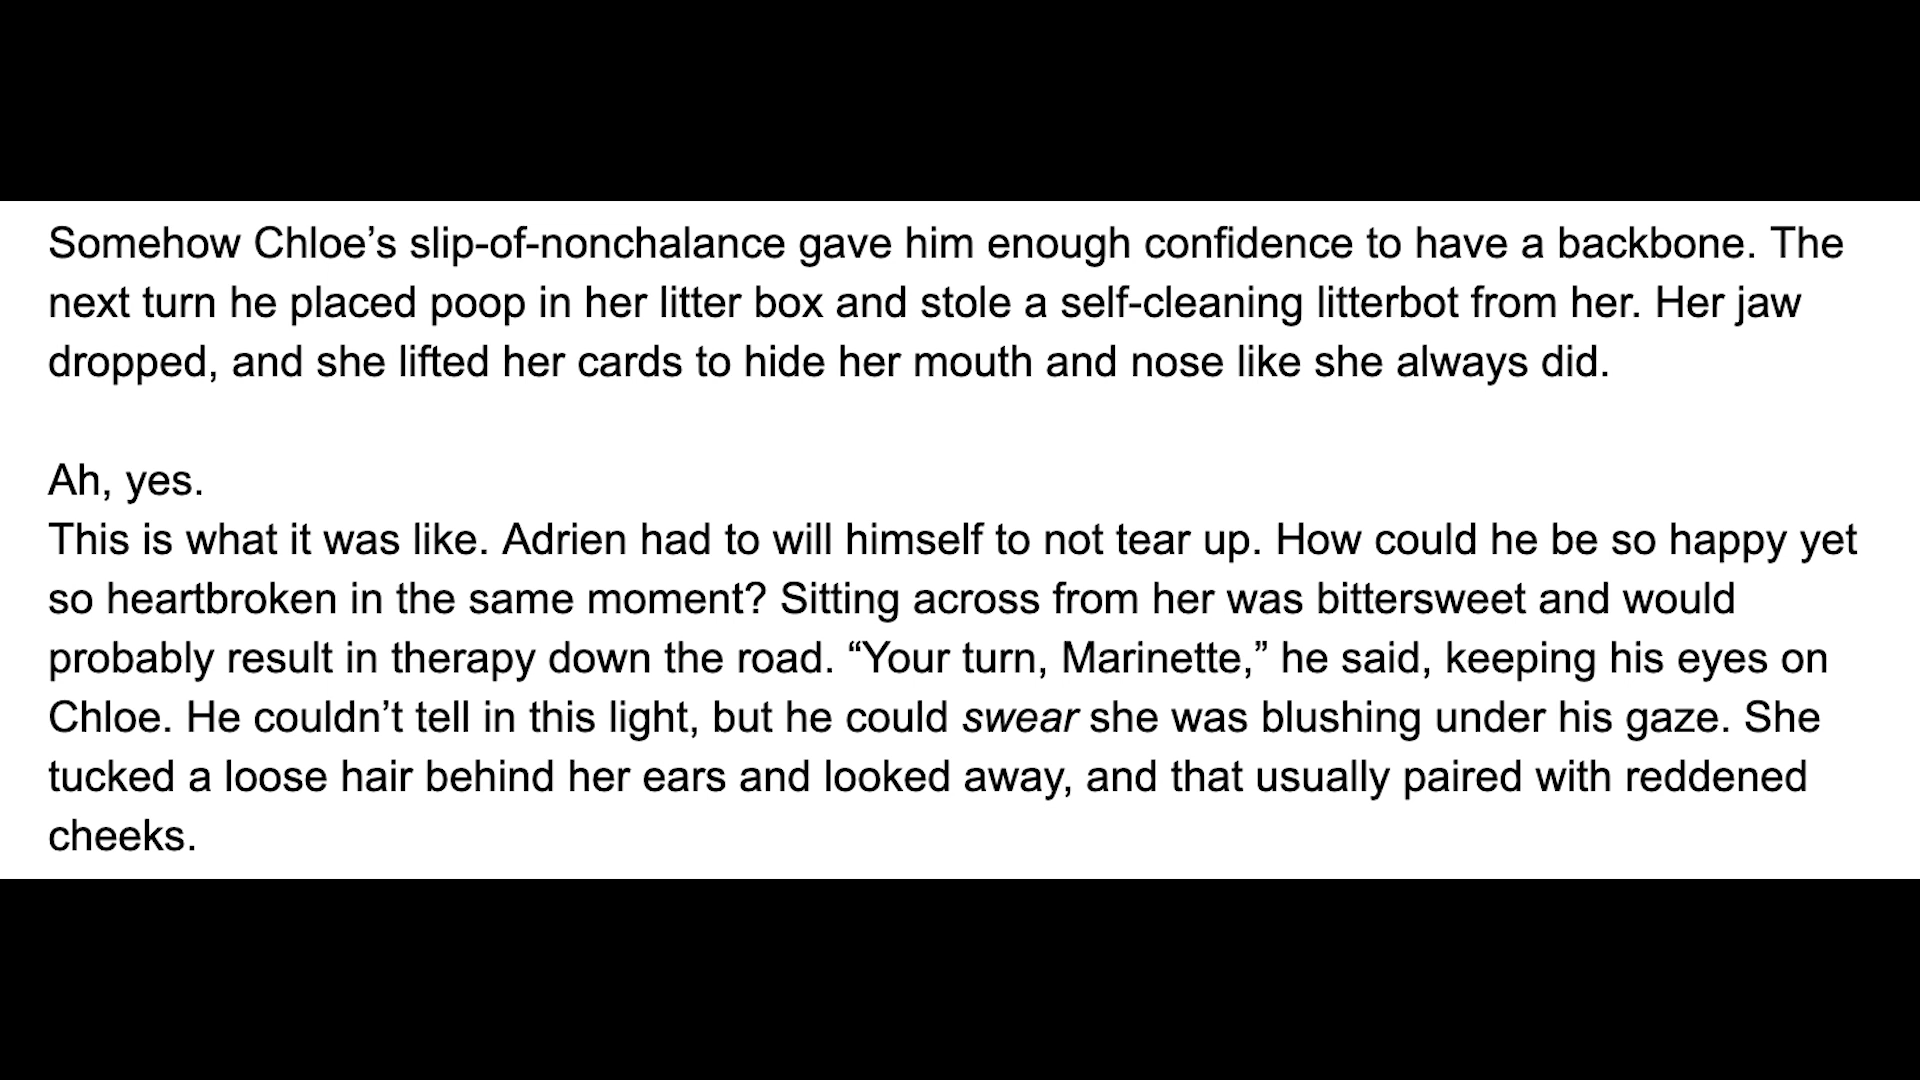 Somehow Chloe’s slip-of-nonchalance gave him enough confidence to have a backbone. The
next turn he placed poop in her litter box and stole a self-cleaning litterbot from her. Her jaw
dropped, and she lifted her cards to hide her mouth and nose like she always did.
Ah, yes.
This is what it was like. Adrien had to will himself to not tear up. How could he be so happy yet
so heartbroken in the same moment? Sitting across from her was bittersweet and would
probably result in therapy down the road. “Your turn, Marinette,” he said, keeping his eyes on
Chloe. He couldn’t tell in this light, but he could swear she was blushing under his gaze. She
tucked a loose hair behind her ears and looked away, and that usually paired with reddened
cheeks.